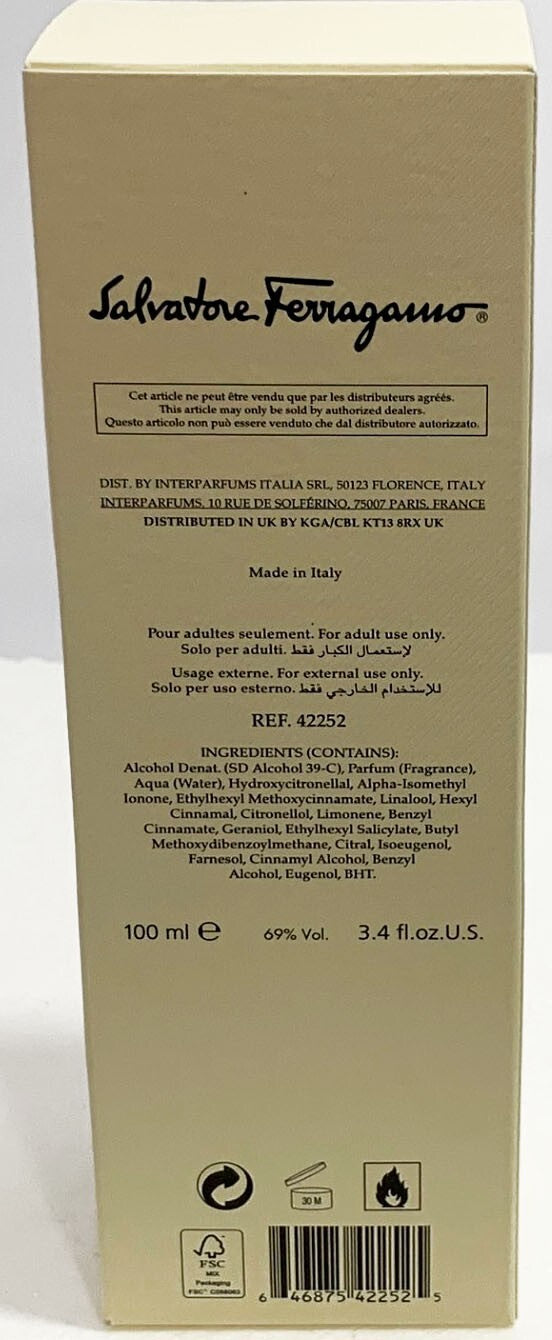 Salvatore Ferragamo®
Cet article ne peut être vendu que par les distributeurs agréés.
This article may only be sold by authorized dealers.
Questo articolo non può essere venduto che dal distributore autorizzato.
DIST. BY INTERPARFUMS ITALIA SRL, 50123 FLORENCE, ITALY
INTERPARFUMS, 10 RUE DE SOLFÉRINO, 75007 PARIS, FRANCE
DISTRIBUTED IN UK BY KGA/CBL KT13 8RX UK
Made in Italy
Pour adultes seulement. For adult use only.
Solo per adulti. لإستعمال الكبار فقط
Usage externe. For external use only.
Solo per uso esterno. للإستخدام الخارجي فقط
REF. 42252
INGREDIENTS (CONTAINS):
Alcohol Denat. (SD Alcohol 39-C), Parfum (Fragrance),
Aqua (Water), Hydroxycitronellal, Alpha-Isomethyl
Ionone, Ethylhexyl Methoxycinnamate, Linalool, Hexyl
Cinnamal, Citronellol, Limonene, Benzyl
Cinnamate, Geraniol, Ethylhexyl Salicylate, Butyl
Methoxydibenzoylmethane, Citral, Isoeugenol,
Farnesol, Cinnamyl Alcohol, Benzyl
Alcohol, Eugenol, BHT.
100 ml ℮ 69% Vol. 3.4 fl.oz.U.S.
30 M
FSC
MIX
Packaging
6 46875 42252 5